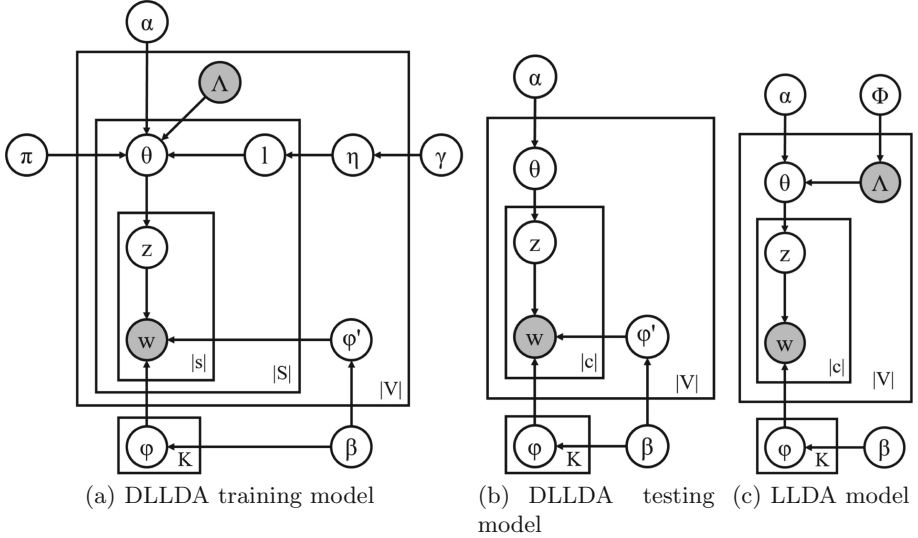 α
Λ
π
θ
l
η
γ
z
w
φ'
|s|
|S|
|V|
φ
K
β
(a) DLLDA training model
α
θ
z
w
φ'
|c|
|V|
φ
K
β
(b) DLLDA testing
model
α
Φ
θ
Λ
z
w
|c|
|V|
φ
K
β
(c) LLDA model